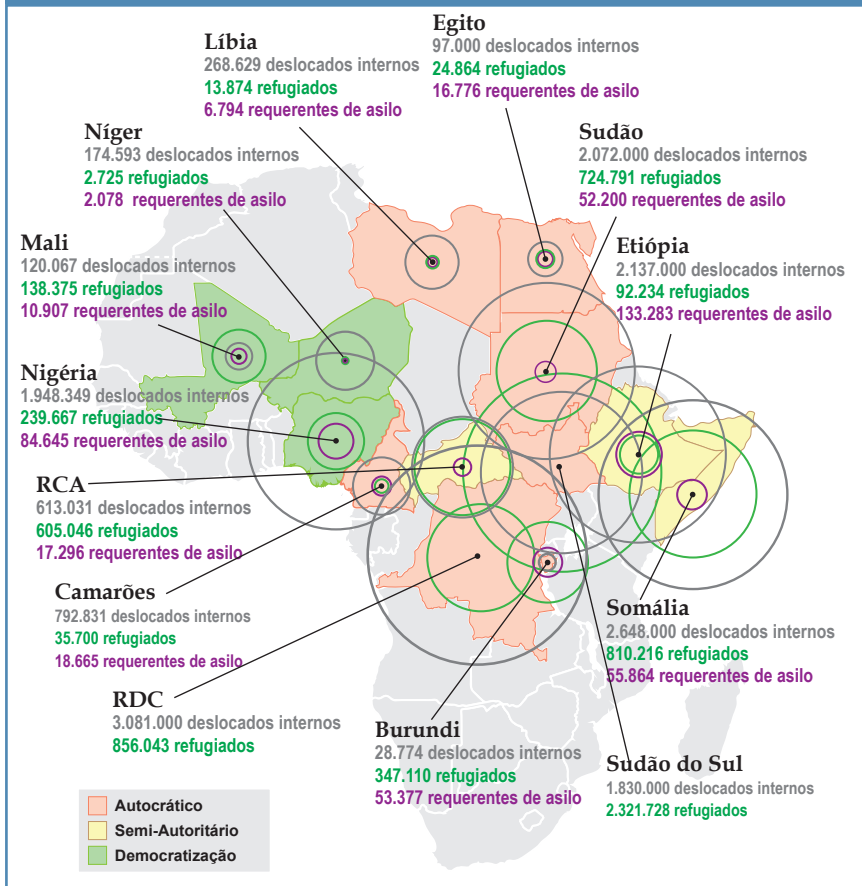 Líbia
268.629 deslocados internos
13.874 refugiados
6.794 requerentes de asilo
Egito
97.000 deslocados internos
24.864 refugiados
16.776 requerentes de asilo
Níger
174.593 deslocados internos
2.725 refugiados
2.078 requerentes de asilo
Sudão
2.072.000 deslocados internos
724.791 refugiados
52.200 requerentes de asilo
Mali
120.067 deslocados internos
138.375 refugiados
10.907 requerentes de asilo
Etiópia
2.137.000 deslocados internos
92.234 refugiados
133.283 requerentes de asilo
Nigéria
1.948.349 deslocados internos
239.667 refugiados
84.645 requerentes de asilo
RCA
613.031 deslocados internos
605.046 refugiados
17.296 requerentes de asilo
Camarões
792.831 deslocados internos
35.700 refugiados
18.665 requerentes de asilo
Somália
2.648.000 deslocados internos
810.216 refugiados
55.864 requerentes de asilo
RDC
3.081.000 deslocados internos
856.043 refugiados
Burundi
28.774 deslocados internos
347.110 refugiados
53.377 requerentes de asilo
Sudão do Sul
1.830.000 deslocados internos
2.321.728 refugiados
Autocrático
Semi-Autoritário
Democratização